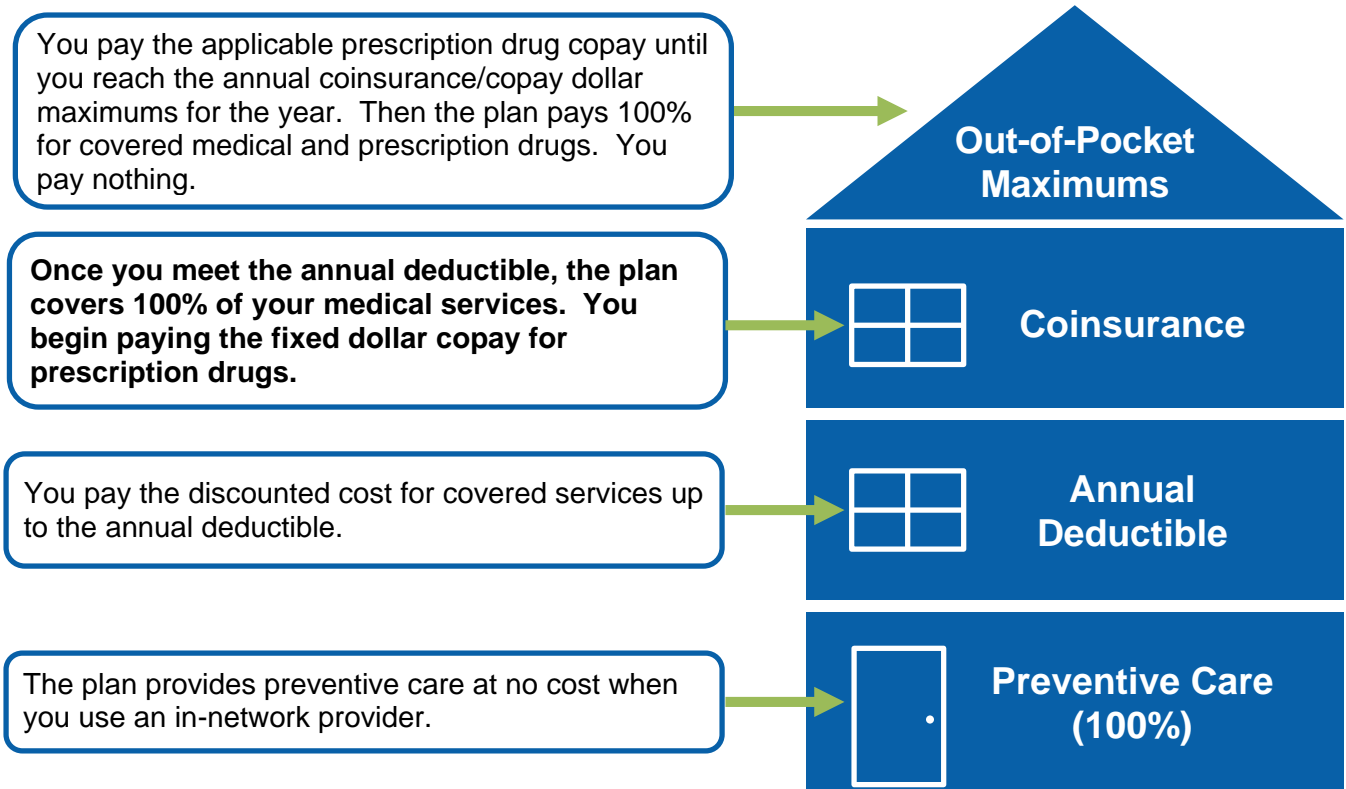 You pay the applicable prescription drug copay until
you reach the annual coinsurance/copay dollar
maximums for the year.  Then the plan pays 100%
for covered medical and prescription drugs.  You
pay nothing.
Out-of-Pocket
Maximums
Once you meet the annual deductible, the plan
covers 100% of your medical services.  You
begin paying the fixed dollar copay for
prescription drugs.
Coinsurance
You pay the discounted cost for covered services up
to the annual deductible.
Annual
Deductible
The plan provides preventive care at no cost when
you use an in-network provider.
Preventive Care
(100%)